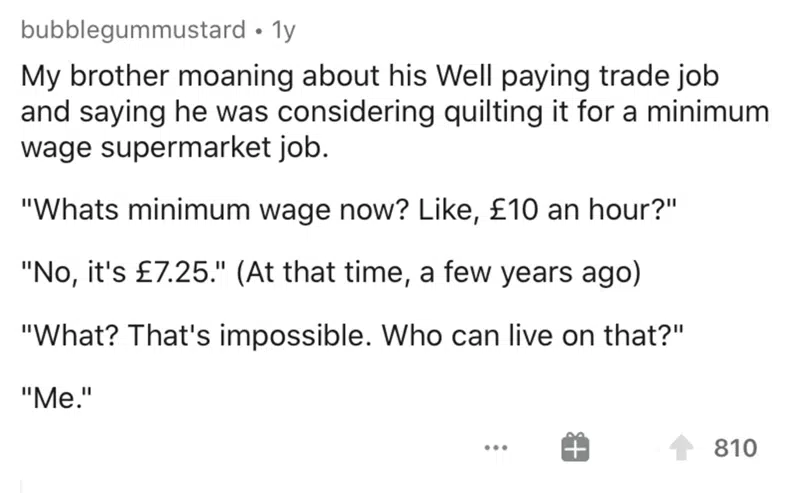 bubblegummustard • 1y
My brother moaning about his Well paying trade job
and saying he was considering quilting it for a minimum
wage supermarket job.
"Whats minimum wage now? Like, £10 an hour?"
"No, it's £7.25." (At that time, a few years ago)
"What? That's impossible. Who can live on that?"
"Me."
810